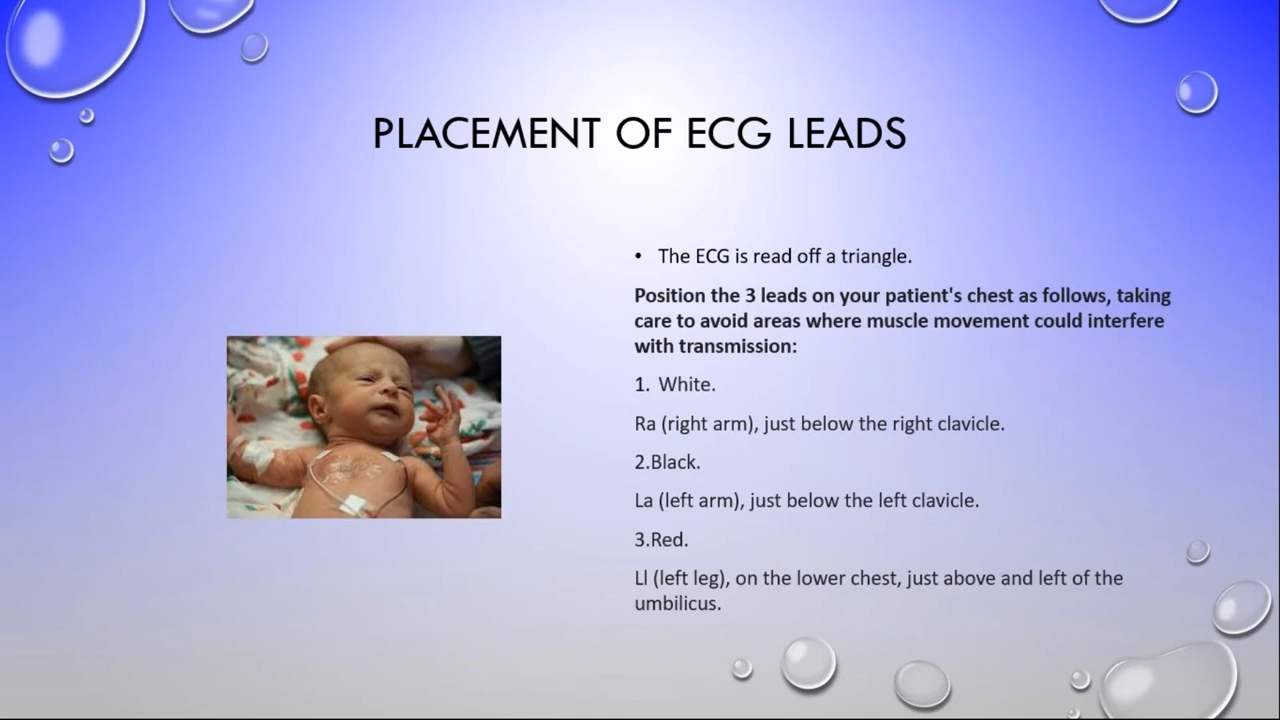 PLACEMENT OF ECG LEADS
• The ECG is read off a triangle.
Position the 3 leads on your patient's chest as follows, taking
care to avoid areas where muscle movement could interfere
with transmission:
1. White.
Ra (right arm), just below the right clavicle.
2.Black.
La (left arm), just below the left clavicle.
3.Red.
Ll (left leg), on the lower chest, just above and left of the
umbilicus.